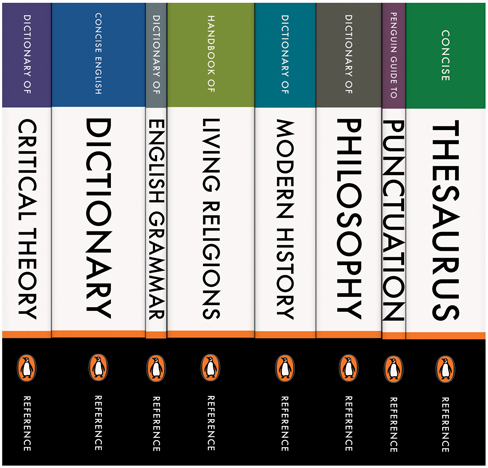 DICTIONARY OF
CRITICAL THEORY
REFERENCE
CONCISE ENGLISH
DICTIONARY
REFERENCE
DICTIONARY OF
ENGLISH GRAMMAR
REFERENCE
HANDBOOK OF
LIVING RELIGIONS
REFERENCE
DICTIONARY OF
MODERN HISTORY
REFERENCE
DICTIONARY OF
PHILOSOPHY
REFERENCE
PENGUIN GUIDE TO
PUNCTUATION
REFERENCE
CONCISE
THESAURUS
REFERENCE